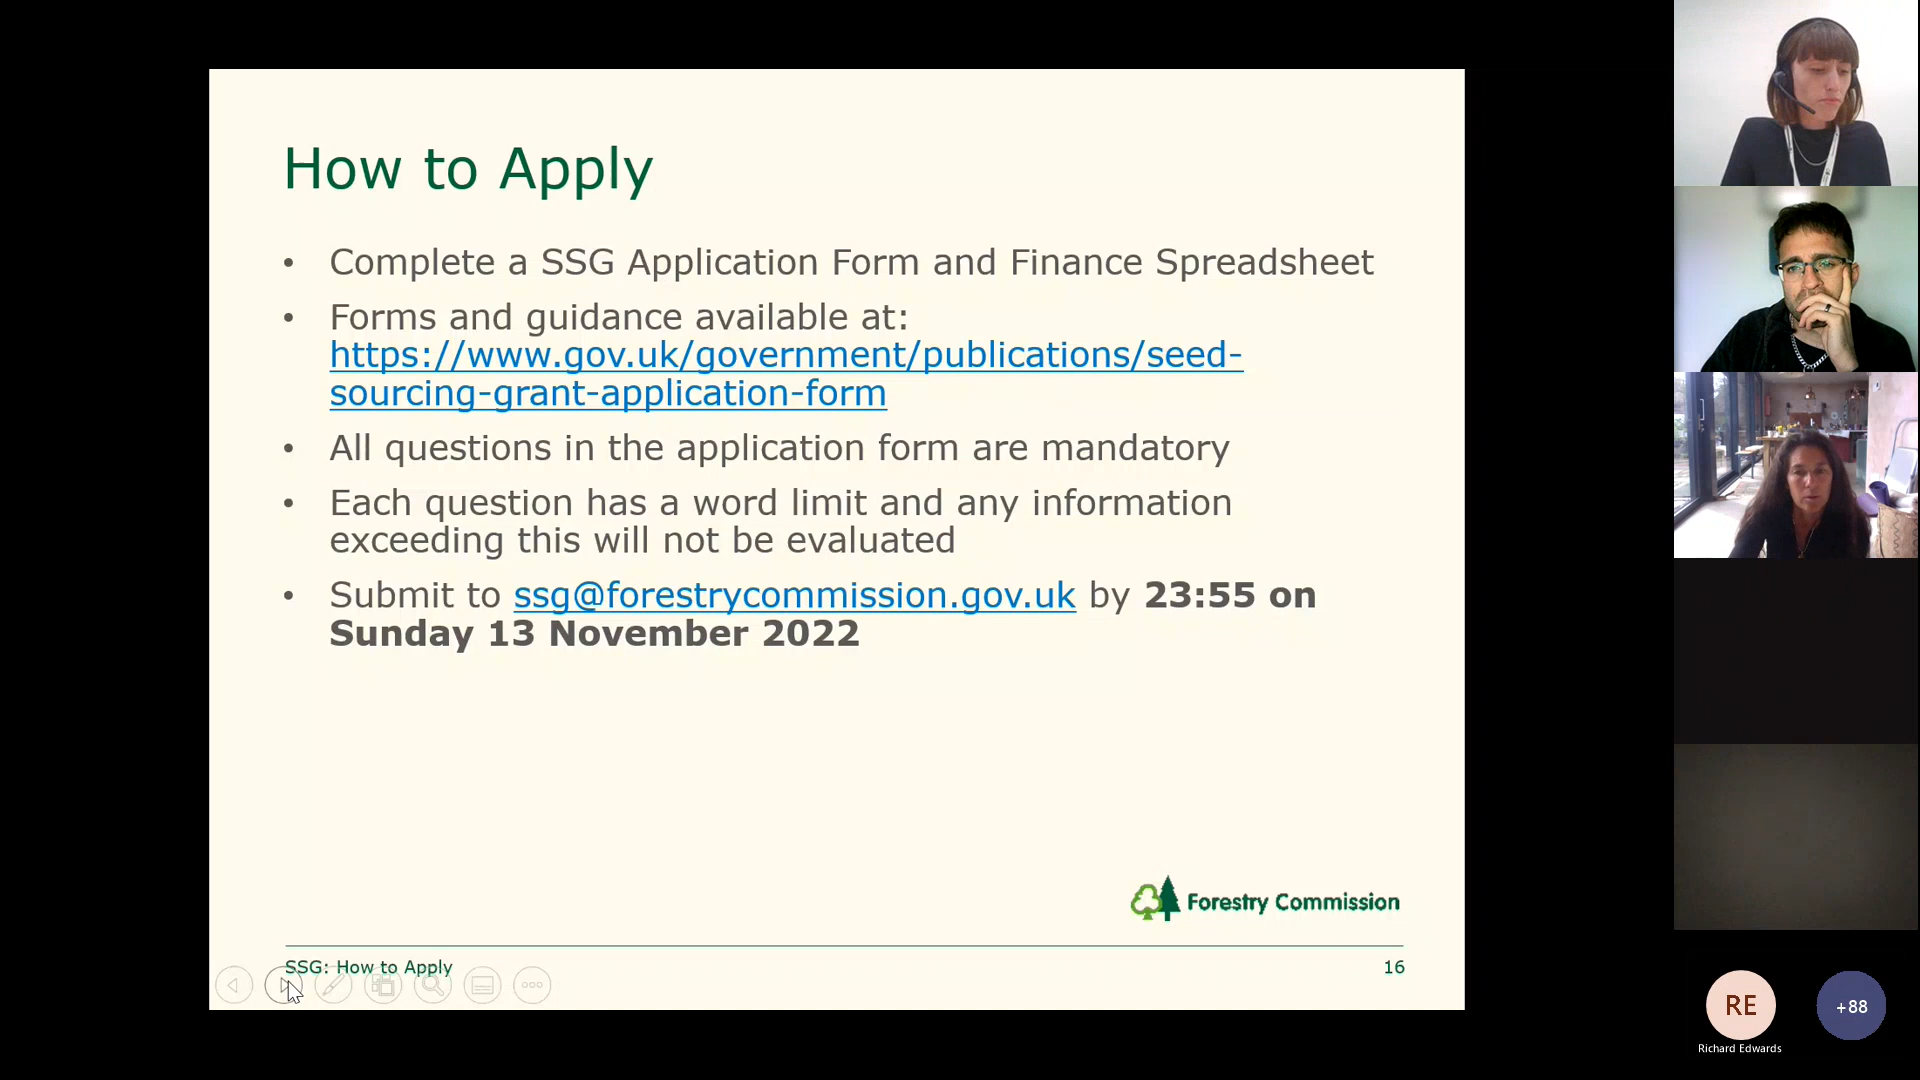 How to Apply
• Complete a SSG Application Form and Finance Spreadsheet
• Forms and guidance available at:
https://www.gov.uk/government/publications/seed-
sourcing-grant-application-form
• All questions in the application form are mandatory
• Each question has a word limit and any information
exceeding this will not be evaluated
• Submit to ssg@forestrycommission.gov.uk by 23:55 on
Sunday 13 November 2022
Forestry Commission
SSG: How to Apply
16
RE
+88
Richard Edwards